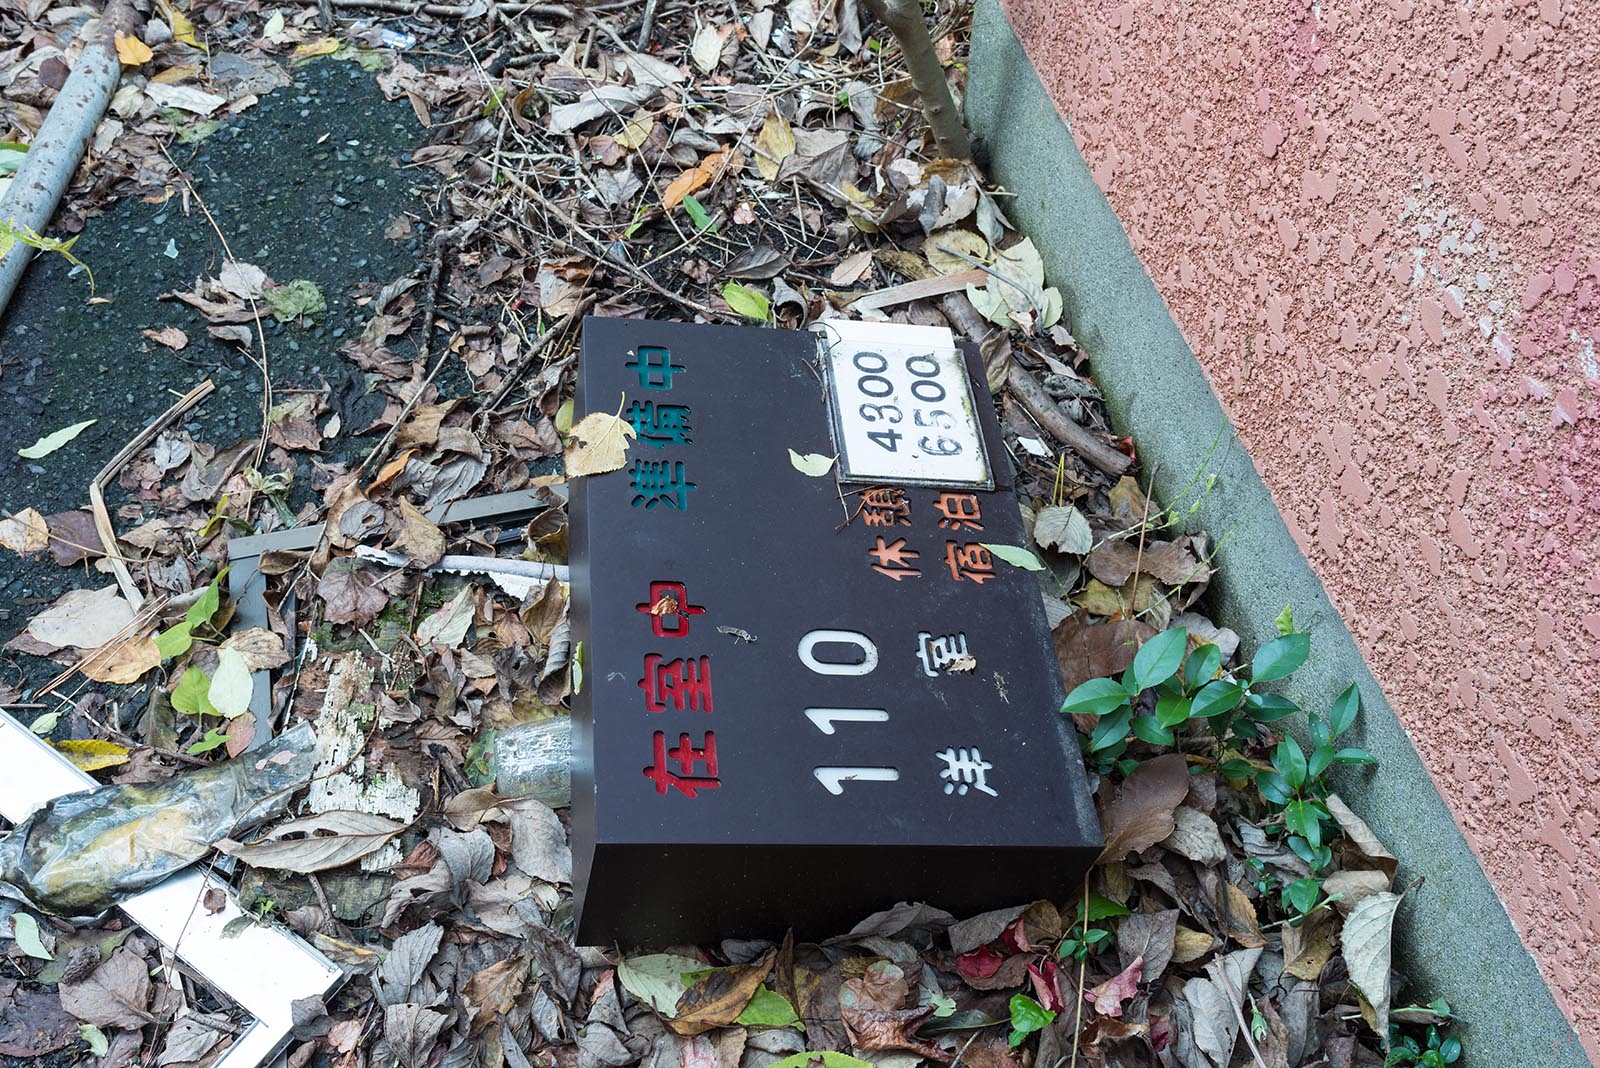 在室中 準備中
110
洋室
休憩 4300
宿泊 6500